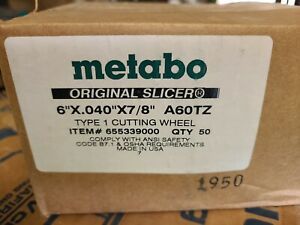 metabo
ORIGINAL SLICER®
6"X.040"X7/8" A60TZ
TYPE 1 CUTTING WHEEL
ITEM# 655339000 QTY 50
COMPLY WITH ANSI SAFETY
CODE B7.1 & OSHA REQUIREMENTS
MADE IN USA
1950